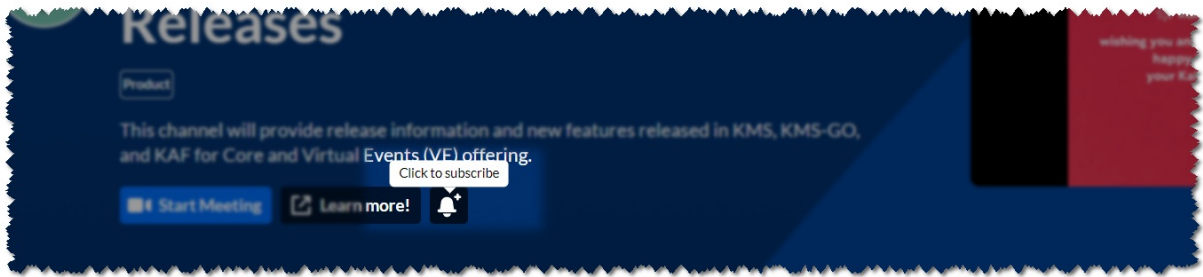 Releases
Product
This channel will provide release information and new features released in KMS, KMS-GO,
and KAF for Core and Virtual Events (VE) offering.
Click to subscribe
Start Meeting
Learn more!
wishing you an
happy
your Ka